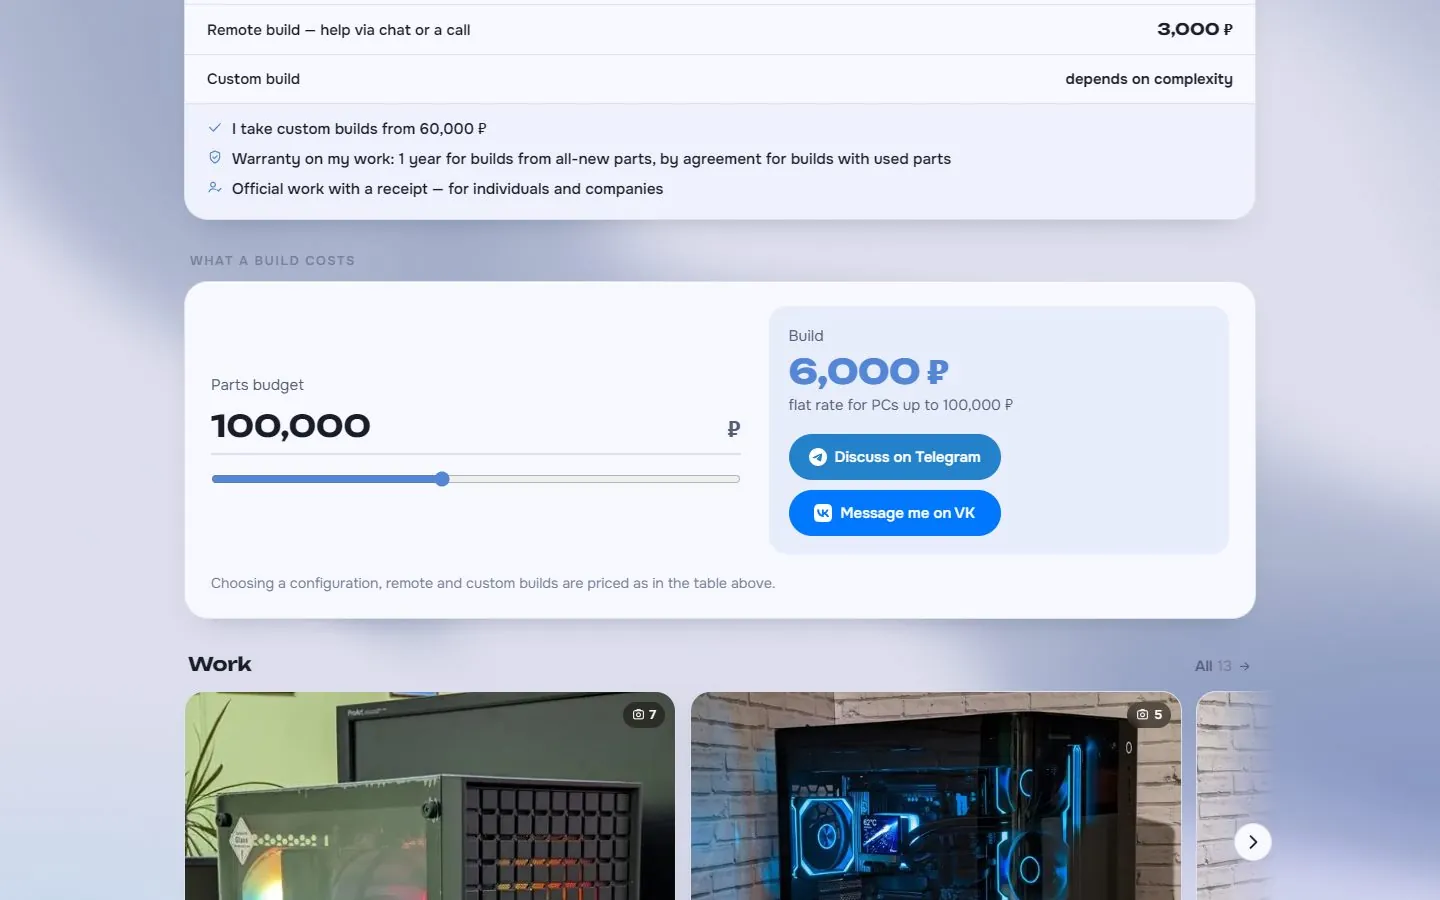 Remote build — help via chat or a call
3,000 ₽
Custom build
depends on complexity
I take custom builds from 60,000 ₽
Warranty on my work: 1 year for builds from all-new parts, by agreement for builds with used parts
Official work with a receipt — for individuals and companies
WHAT A BUILD COSTS
Parts budget
100,000 ₽
Build
6,000 ₽
flat rate for PCs up to 100,000 ₽
Discuss on Telegram
Message me on VK
Choosing a configuration, remote and custom builds are priced as in the table above.
Work
All 13 →
7
5
ProArt
62°C